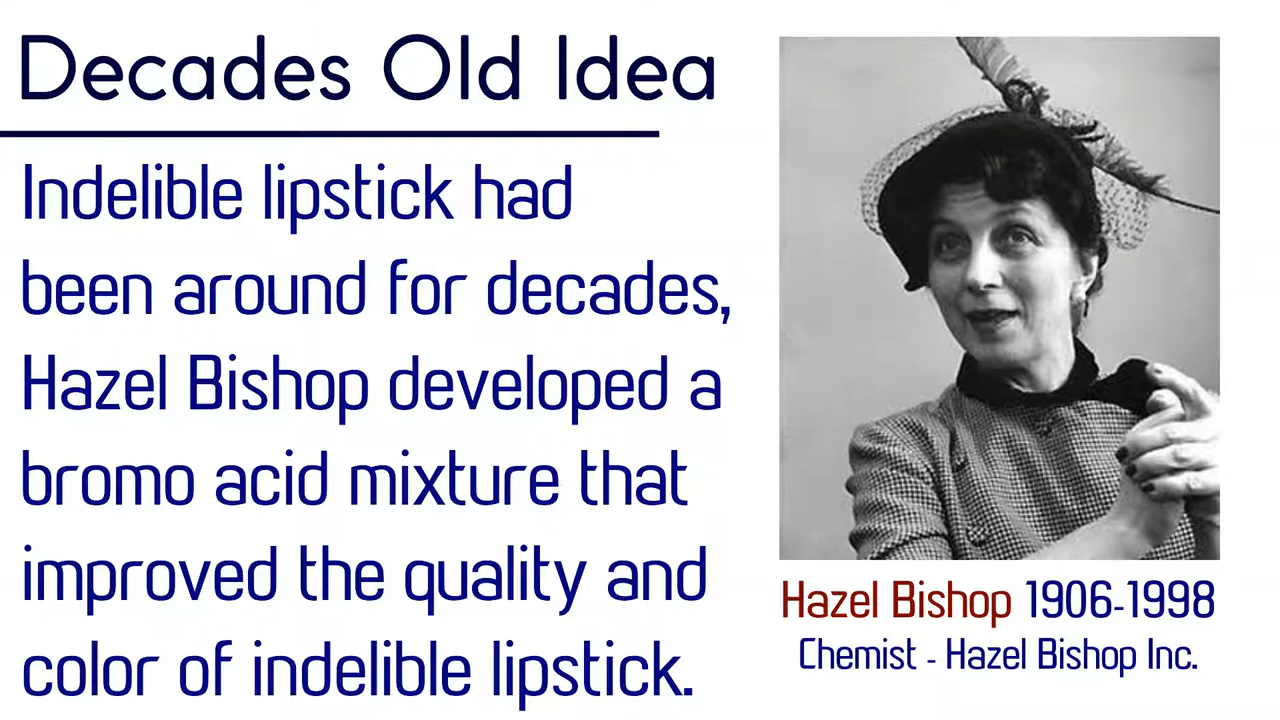 Decades Old Idea
Indelible lipstick had
been around for decades,
Hazel Bishop developed a
bromo acid mixture that
improved the quality and
color of indelible lipstick.
Hazel Bishop 1906-1998
Chemist - Hazel Bishop Inc.